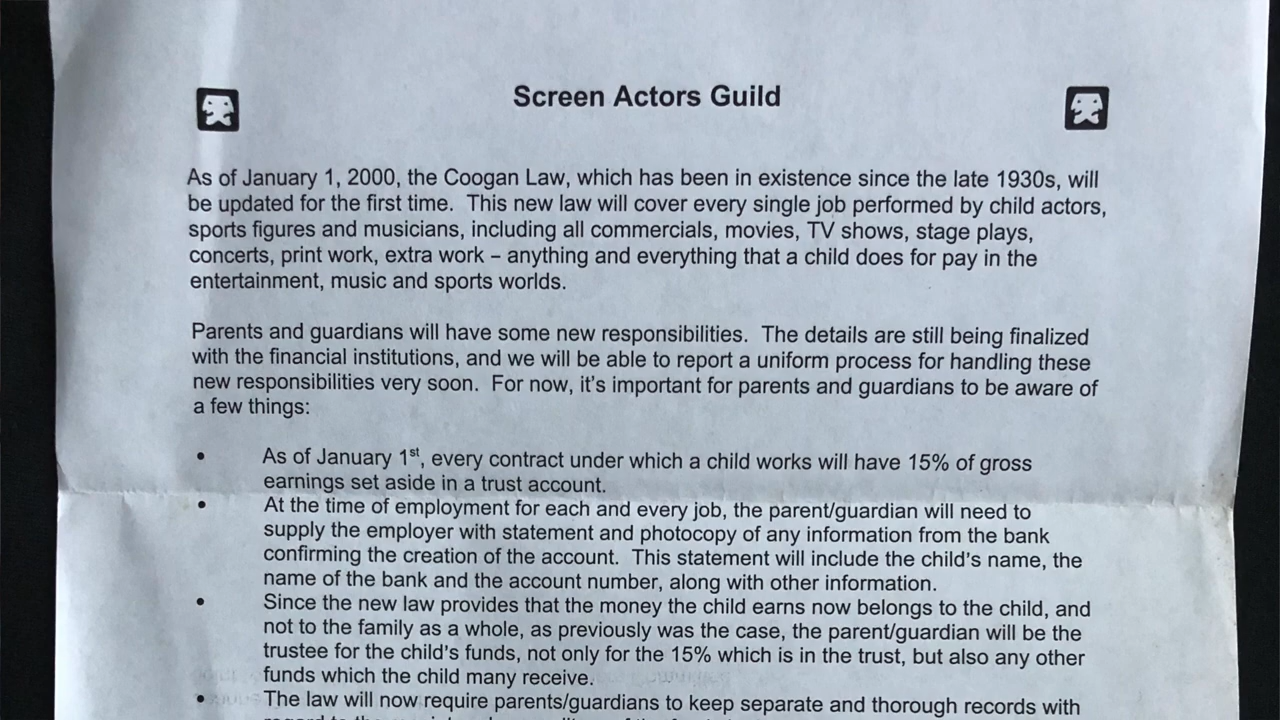 Screen Actors Guild
As of January 1, 2000, the Coogan Law, which has been in existence since the late 1930s, will
be updated for the first time.  This new law will cover every single job performed by child actors,
sports figures and musicians, including all commercials, movies, TV shows, stage plays,
concerts, print work, extra work – anything and everything that a child does for pay in the
entertainment, music and sports worlds.
Parents and guardians will have some new responsibilities.  The details are still being finalized
with the financial institutions, and we will be able to report a uniform process for handling these
new responsibilities very soon.  For now, it's important for parents and guardians to be aware of
a few things:
• As of January 1st, every contract under which a child works will have 15% of gross
earnings set aside in a trust account.
• At the time of employment for each and every job, the parent/guardian will need to
supply the employer with statement and photocopy of any information from the bank
confirming the creation of the account.  This statement will include the child's name, the
name of the bank and the account number, along with other information.
• Since the new law provides that the money the child earns now belongs to the child, and
not to the family as a whole, as previously was the case, the parent/guardian will be the
trustee for the child's funds, not only for the 15% which is in the trust, but also any other
funds which the child many receive.
• The law will now require parents/guardians to keep separate and thorough records with